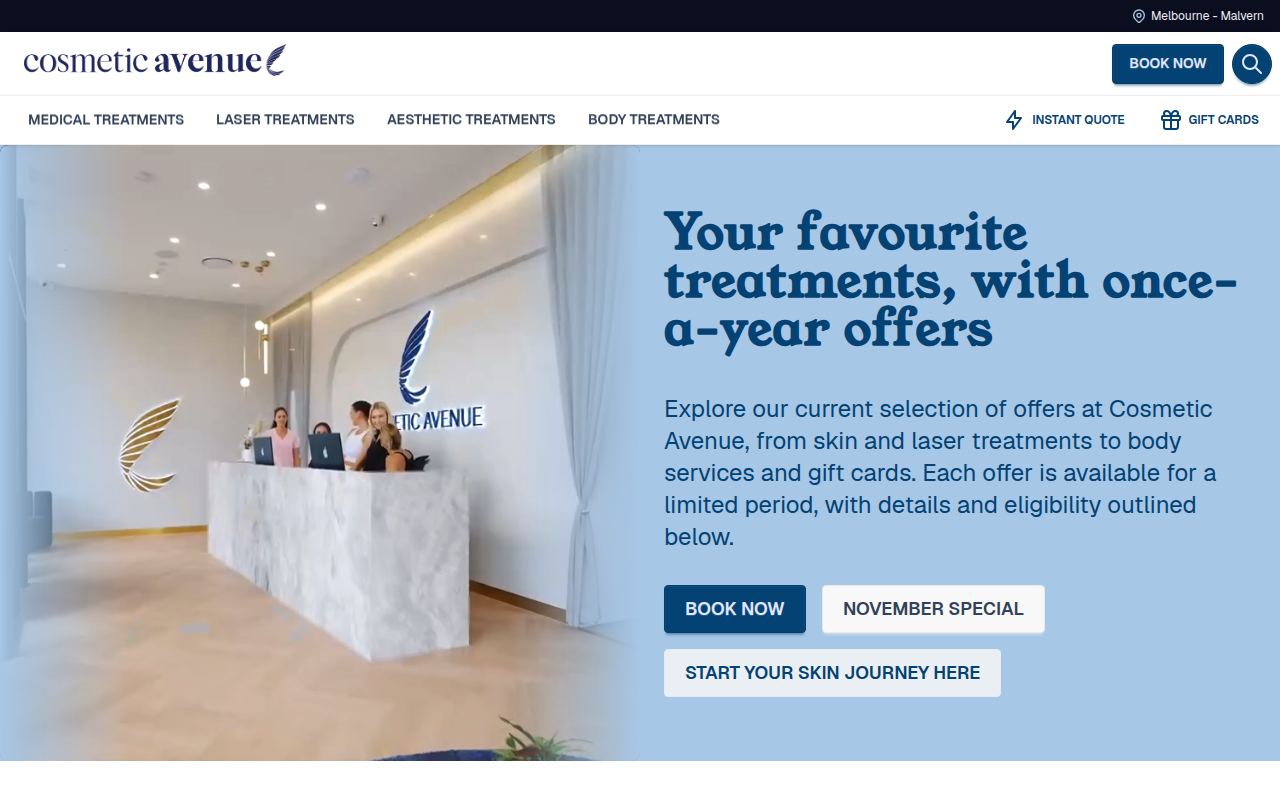 Melbourne - Malvern
cosmetic avenue
BOOK NOW
MEDICAL TREATMENTS
LASER TREATMENTS
AESTHETIC TREATMENTS
BODY TREATMENTS
INSTANT QUOTE
GIFT CARDS
AVENUE
Your favourite
treatments, with once-
a-year offers
Explore our current selection of offers at Cosmetic
Avenue, from skin and laser treatments to body
services and gift cards. Each offer is available for a
limited period, with details and eligibility outlined
below.
BOOK NOW
NOVEMBER SPECIAL
START YOUR SKIN JOURNEY HERE